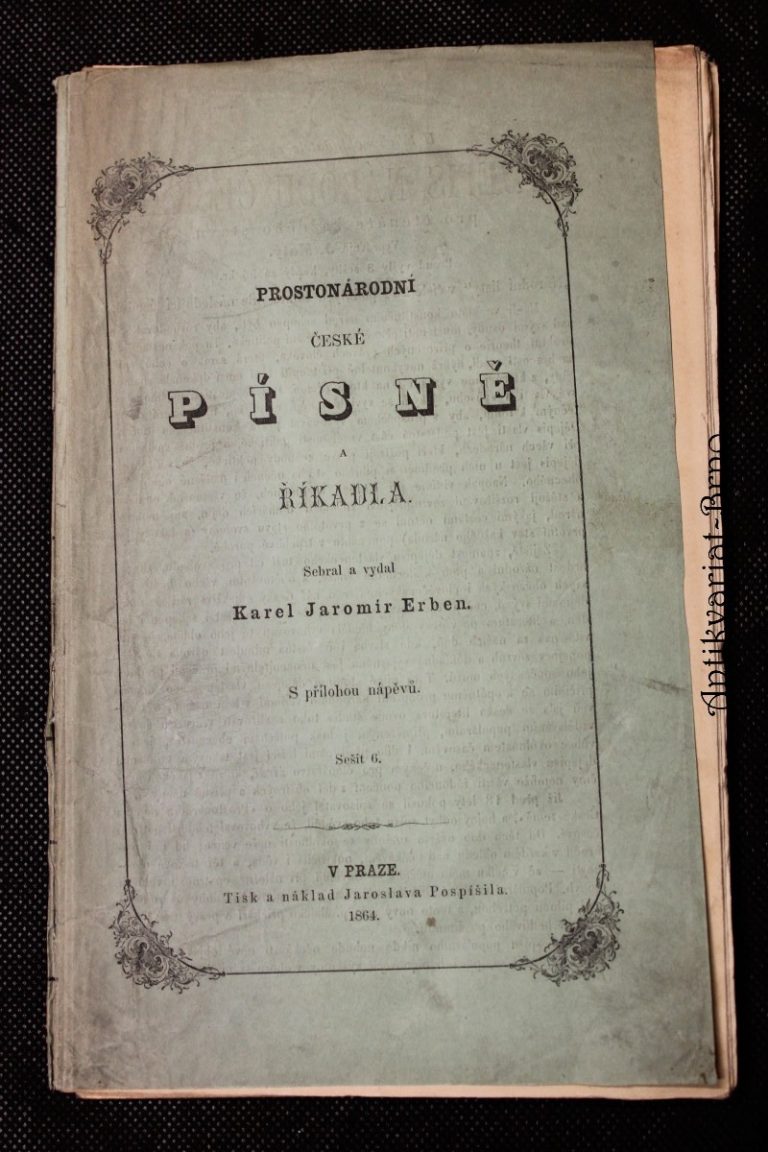 PROSTONÁRODNÍ
ČESKÉ
PÍSNĚ
A
ŘÍKADLA.
Sebral a vydal
Karel Jaromír Erben.
S přílohou nápěvů.
Sešit 6.
V PRAZE.
Tisk a náklad Jaroslava Pospíšila.
1864.
Antikvariat-Brno